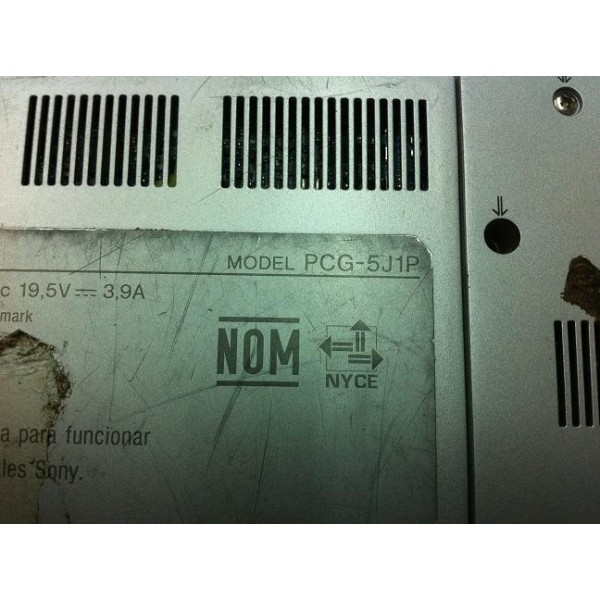 MODEL PCG-5J1P
c 19,5V⎓3,9A
mark
NOM
NYCE
a para funcionar
les Sony.